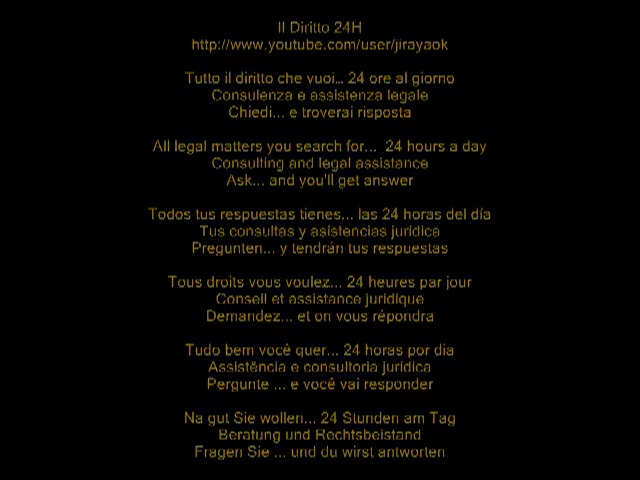 Il Diritto 24H
http://www.youtube.com/user/jirayaok
Tutto il diritto che vuoi... 24 ore al giorno
Consulenza e assistenza legale
Chiedi... e troverai risposta
All legal matters you search for... 24 hours a day
Consulting and legal assistance
Ask... and you'll get answer
Todos tus respuestas tienes... las 24 horas del día
Tus consultas y asistencias juridica
Pregunten... y tendrán tus respuestas
Tous droits vous voulez... 24 heures par jour
Conseil et assistance juridique
Demandez... et on vous répondra
Tudo bem você quer... 24 horas por dia
Assistência e consultoria jurídica
Pergunte ... e você vai responder
Na gut Sie wollen... 24 Stunden am Tag
Beratung und Rechtsbeistand
Fragen Sie ... und du wirst antworten